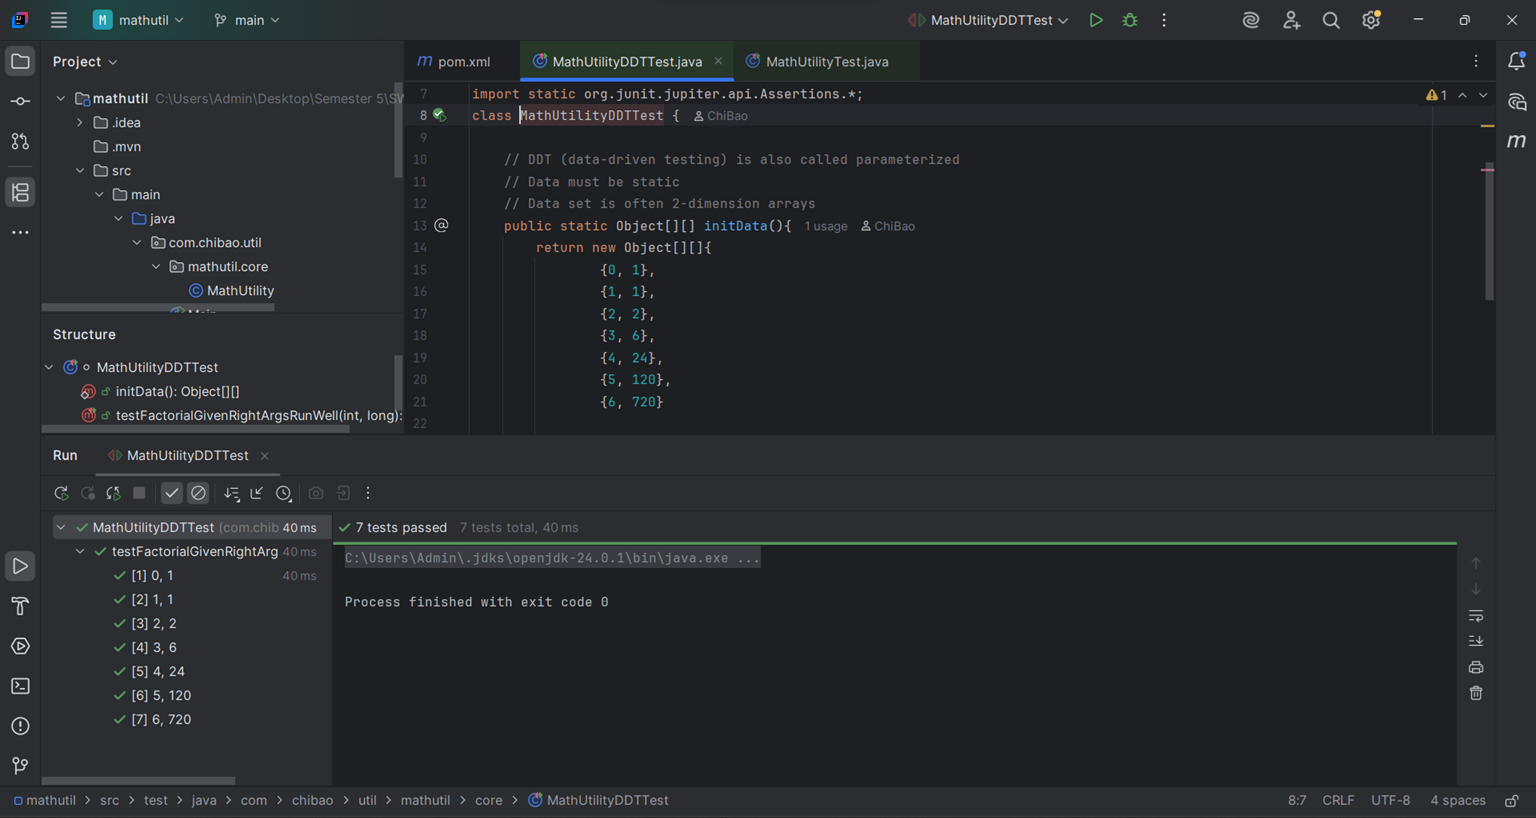 M mathutil main MathUtilityDDTTest
Project
mathutil C:\Users\Admin\Desktop\Semester 5\SW
.idea
.mvn
src
main
java
com.chibao.util
mathutil.core
MathUtility
Structure
MathUtilityDDTTest
initData(): Object[][]
testFactorialGivenRightArgsRunWell(int, long):
m pom.xml MathUtilityDDTTest.java MathUtilityTest.java
7 import static org.junit.jupiter.api.Assertions.*;
1
8 class MathUtilityDDTTest { ChiBao
9
10 // DDT (data-driven testing) is also called parameterized
11 // Data must be static
12 // Data set is often 2-dimension arrays
13 public static Object[][] initData(){ 1 usage ChiBao
14 return new Object[][]{
15 {0, 1},
16 {1, 1},
17 {2, 2},
18 {3, 6},
19 {4, 24},
20 {5, 120},
21 {6, 720}
22
m
Run MathUtilityDDTTest
MathUtilityDDTTest (com.chib 40 ms
testFactorialGivenRightArg 40 ms
[1] 0, 1 40 ms
[2] 1, 1
[3] 2, 2
[4] 3, 6
[5] 4, 24
[6] 5, 120
[7] 6, 720
7 tests passed 7 tests total, 40 ms
C:\Users\Admin\.jdks\openjdk-24.0.1\bin\java.exe ...
Process finished with exit code 0
mathutil > src > test > java > com > chibao > util > mathutil > core > MathUtilityDDTTest
8:7 CRLF UTF-8 4 spaces